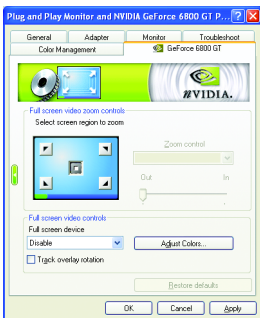 Plug and Play Monitor and NVIDIA GeForce 6800 GT P...
General Adapter Monitor Troubleshoot
Color Management GeForce 6800 GT
NVIDIA.
Full screen video zoom controls
Select screen region to zoom
Zoom control
Out In
Full screen video controls
Full screen device
Disable
Adjust Colors...
Track overlay rotation
Restore defaults
OK Cancel Apply